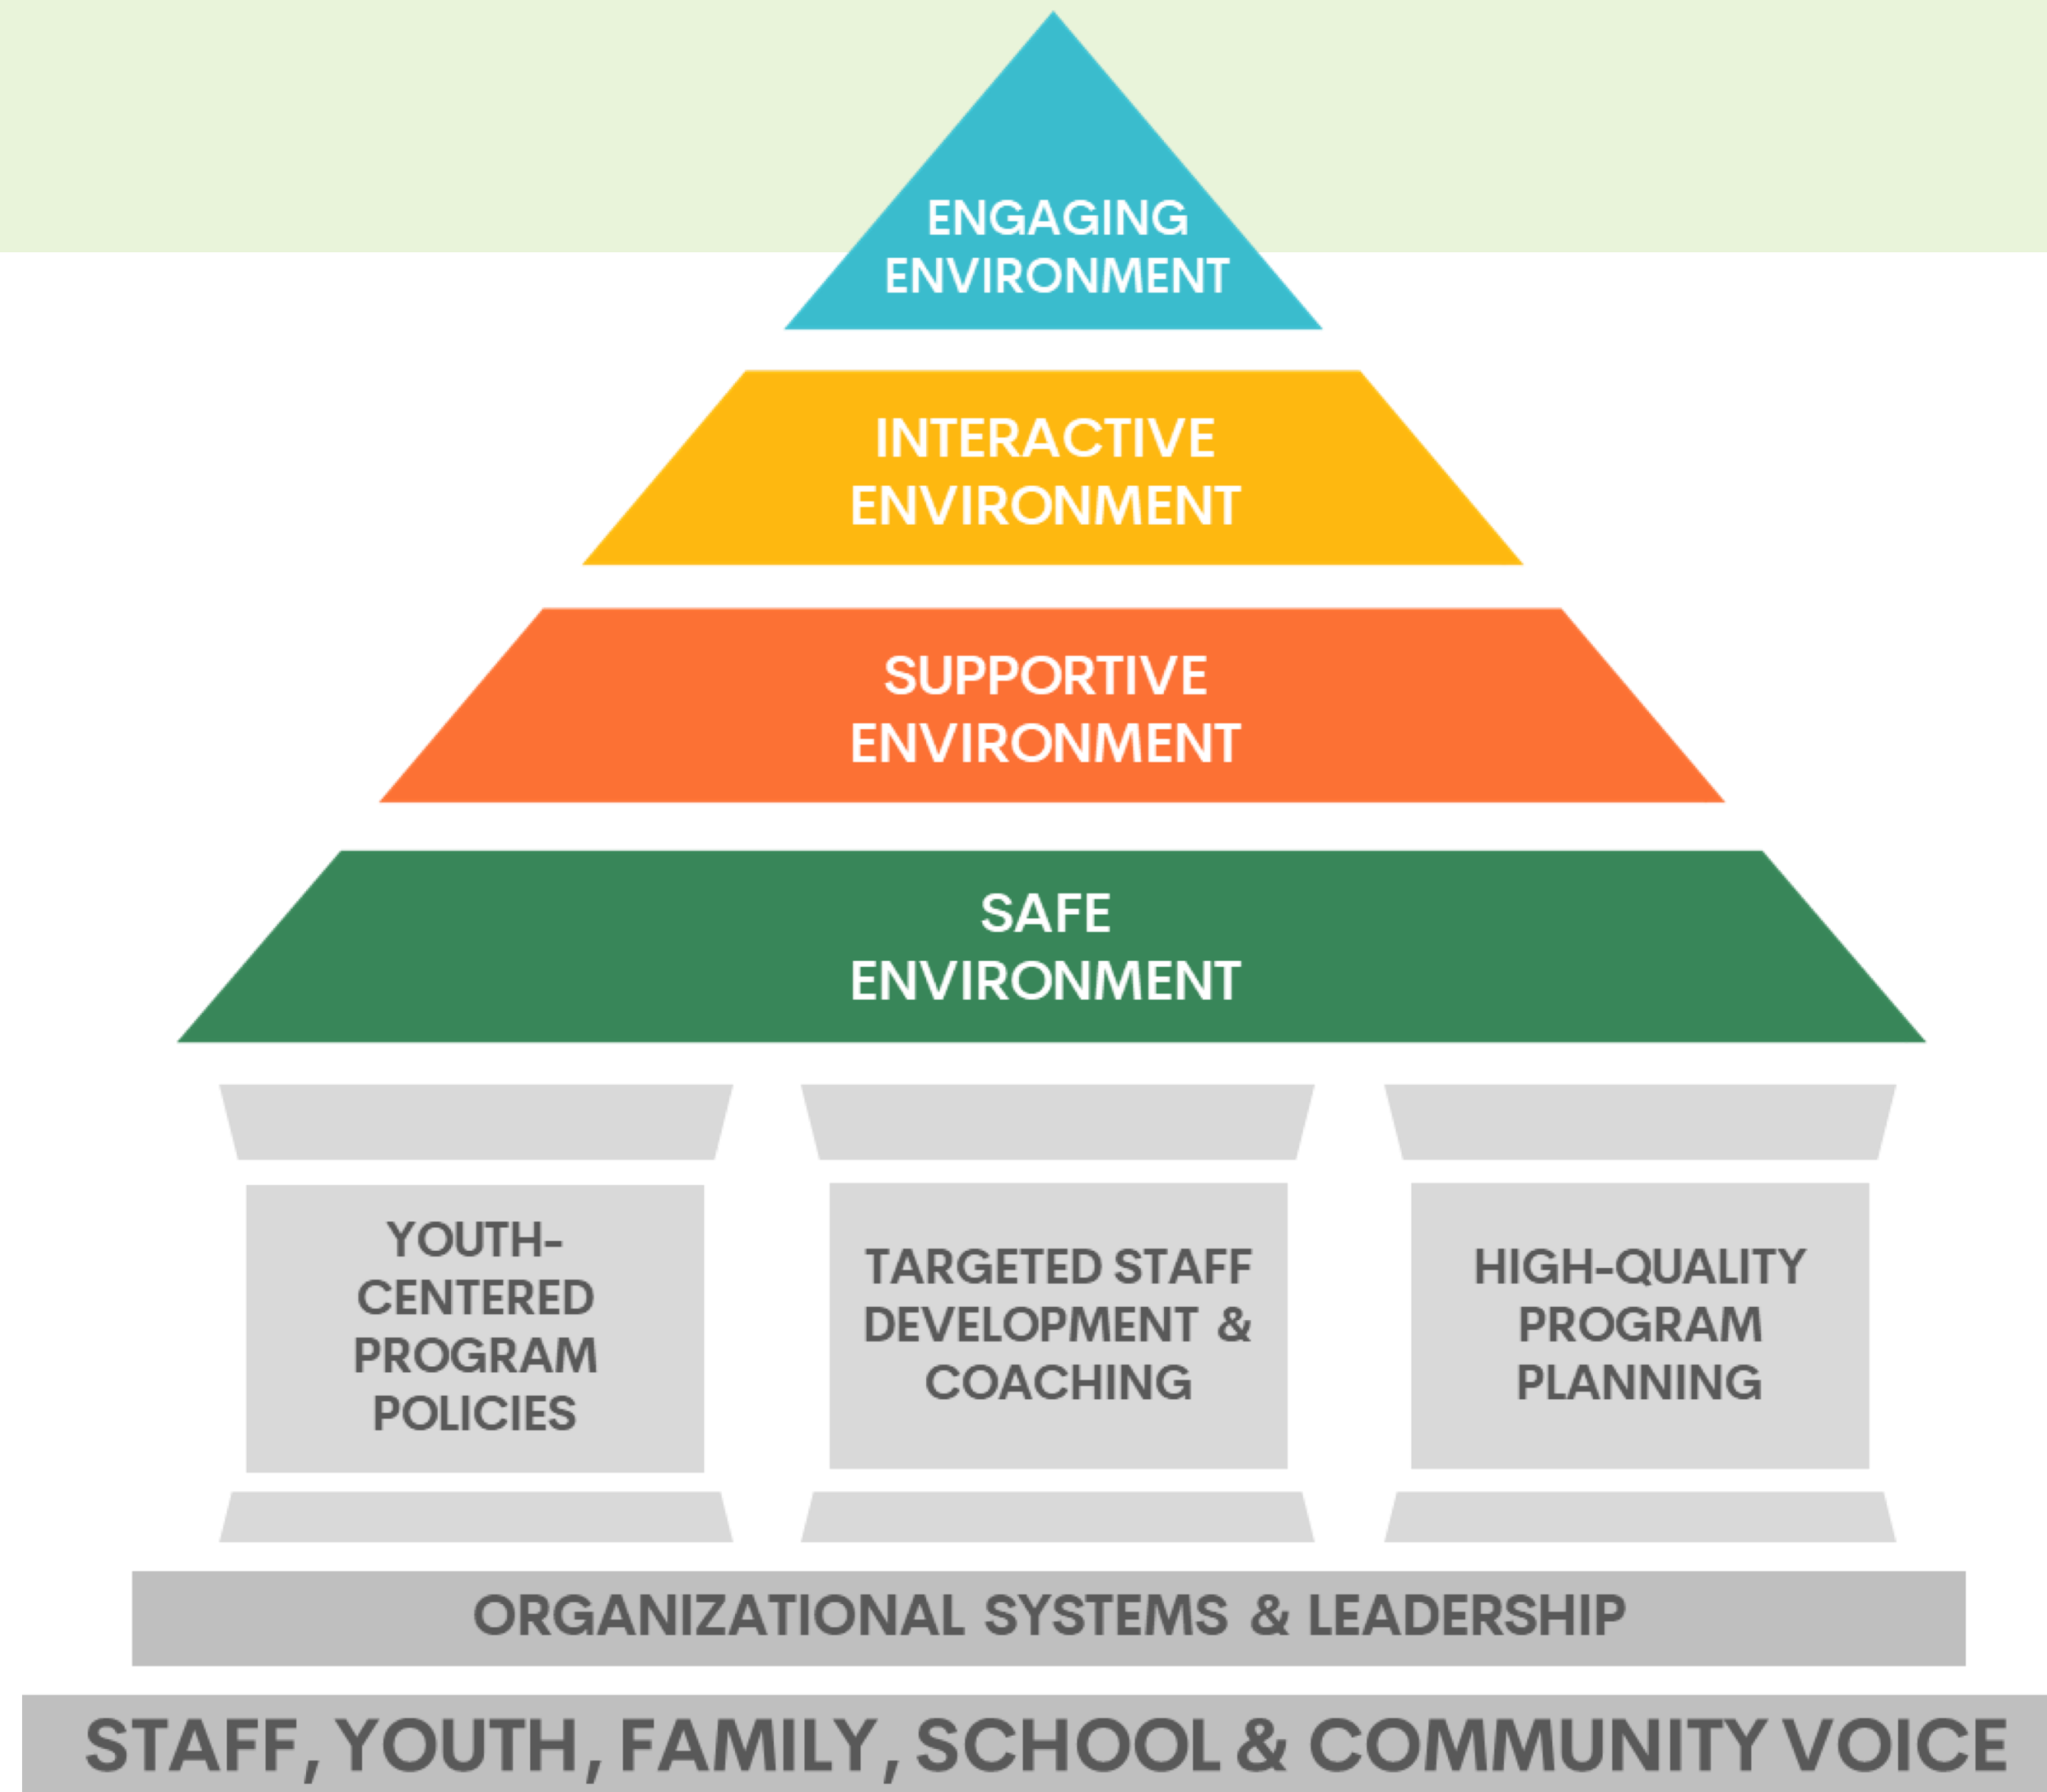 ENGAGING
ENVIRONMENT
INTERACTIVE
ENVIRONMENT
SUPPORTIVE
ENVIRONMENT
SAFE
ENVIRONMENT
YOUTH-
CENTERED
PROGRAM
POLICIES
TARGETED STAFF
DEVELOPMENT &
COACHING
HIGH-QUALITY
PROGRAM
PLANNING
ORGANIZATIONAL SYSTEMS & LEADERSHIP
STAFF, YOUTH, FAMILY, SCHOOL & COMMUNITY VOICE